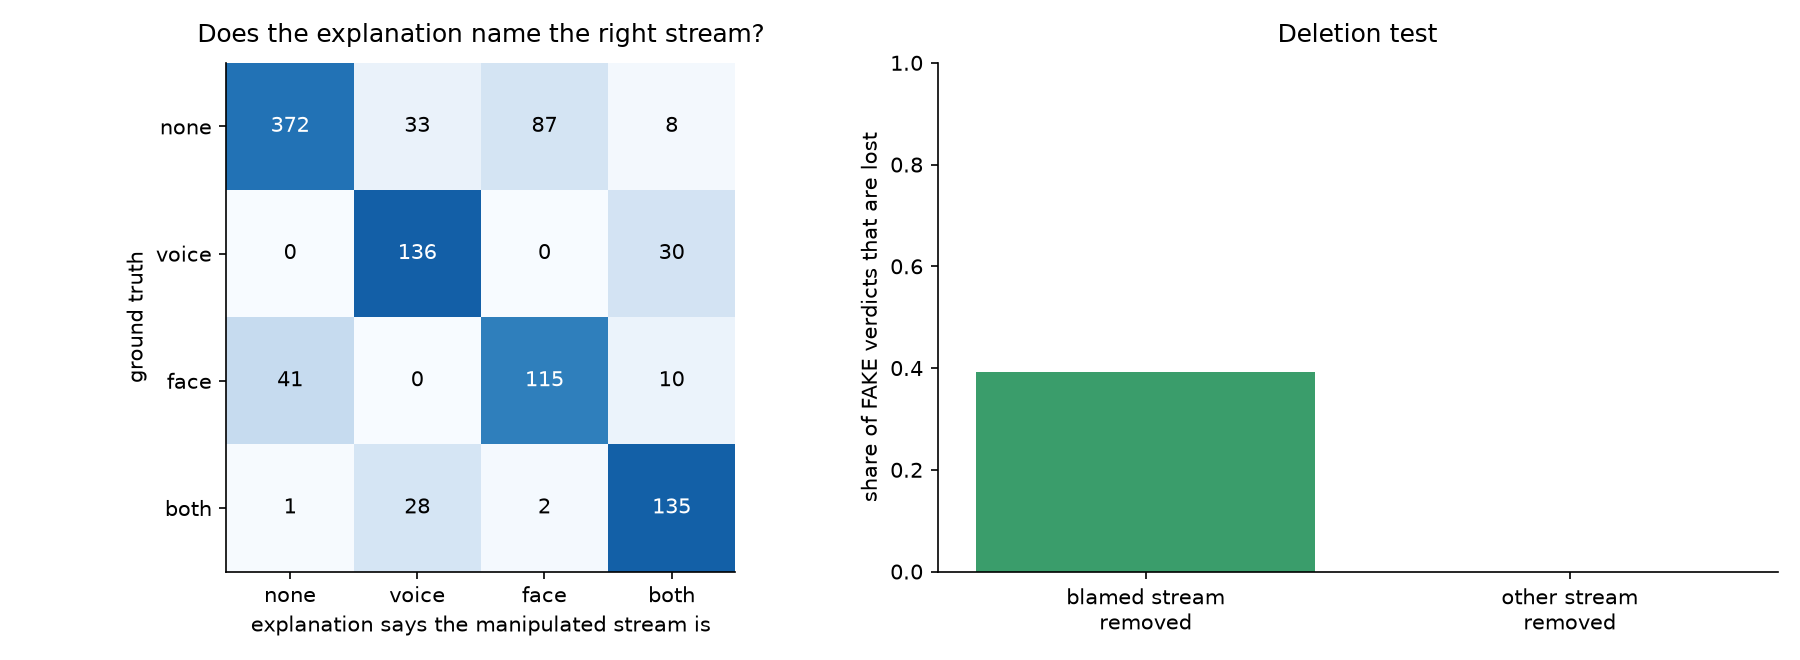 Does the explanation name the right stream?
ground truth
none
372 33 87 8
voice
0 136 0 30
face
41 0 115 10
both
1 28 2 135
none voice face both
explanation says the manipulated stream is
Deletion test
share of FAKE verdicts that are lost
1.0
0.8
0.6
0.4
0.2
0.0
blamed stream
removed
other stream
removed